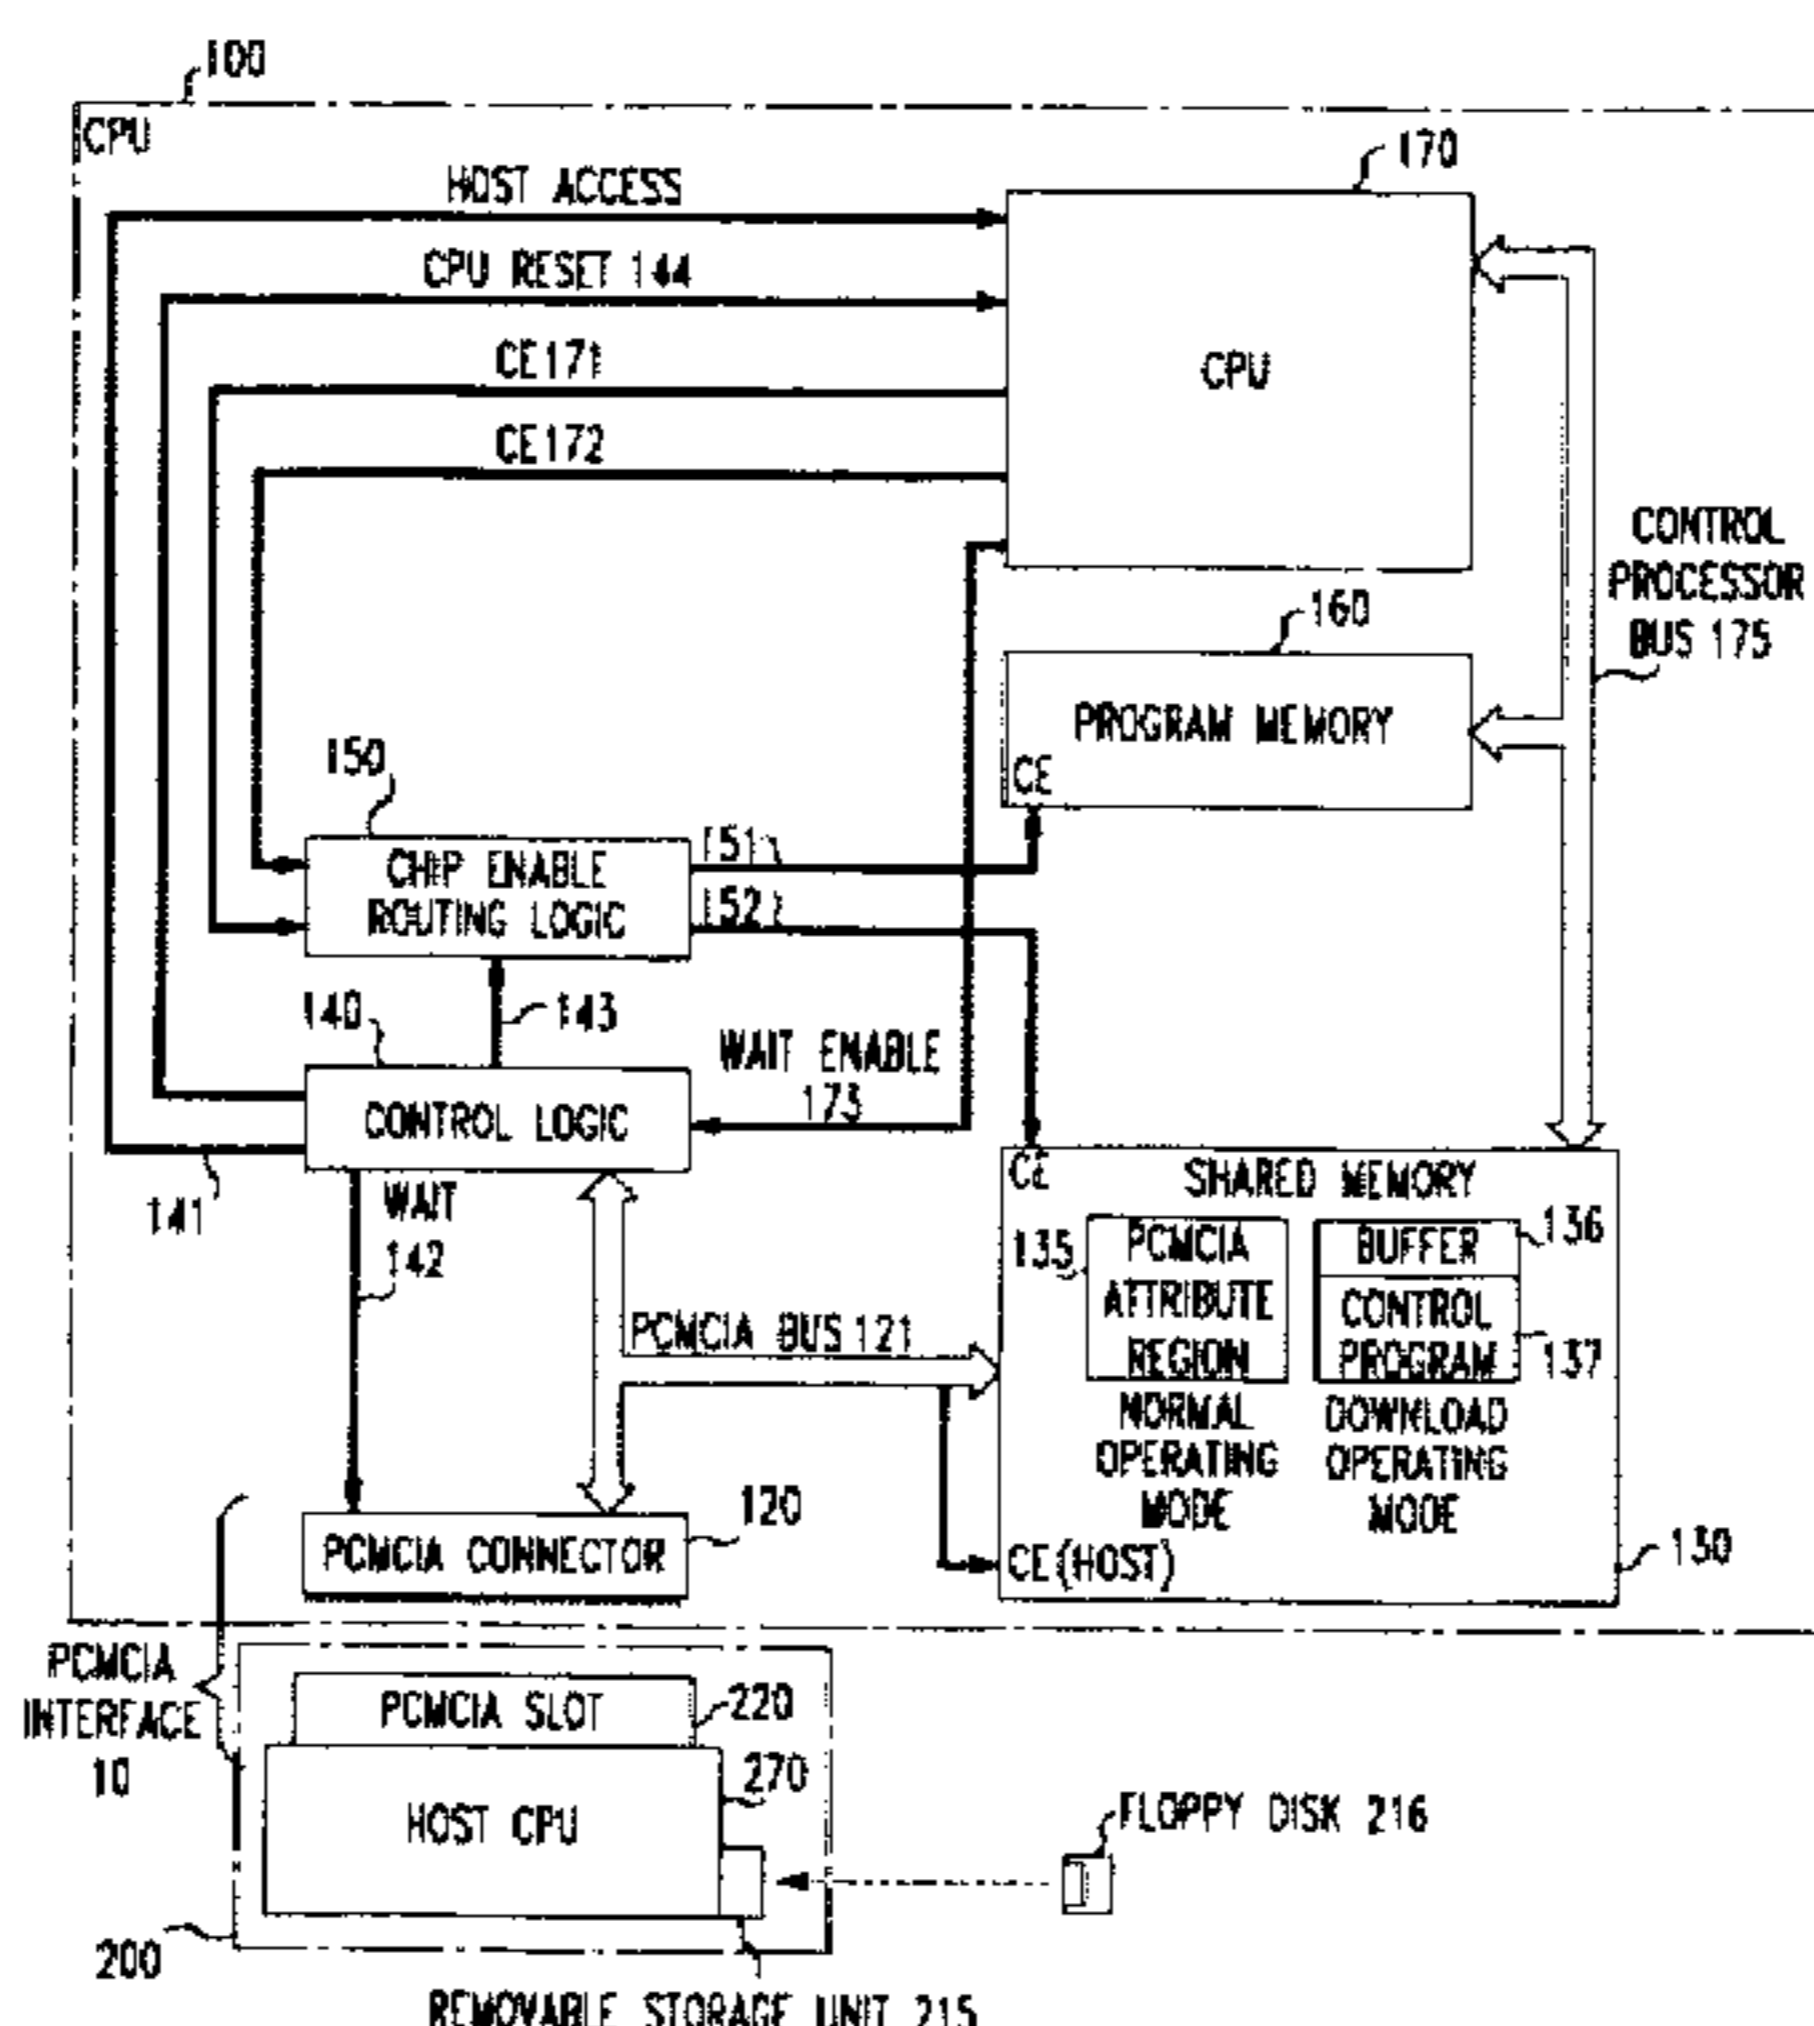 100
CPU
170
HOST ACCESS
CPU RESET 144
CE171
CPU
CE172
CONTROL
PROCESSOR
BUS 175
160
PROGRAM MEMORY
CE
150
151
CHIP ENABLE
ROUTING LOGIC
152
140
143
WAIT ENABLE
173
CONTROL LOGIC
141
WAIT
142
CE
SHARED MEMORY
135
PCMCIA
ATTRIBUTE
REGION
BUFFER
136
CONTROL
PROGRAM
137
PCMCIA BUS 121
NORMAL
OPERATING
MODE
DOWNLOAD
OPERATING
MODE
120
PCMCIA CONNECTOR
CE (HOST)
130
PCMCIA
INTERFACE
10
PCMCIA SLOT
220
270
HOST CPU
FLOPPY DISK 216
200
REMOVABLE STORAGE UNIT 215